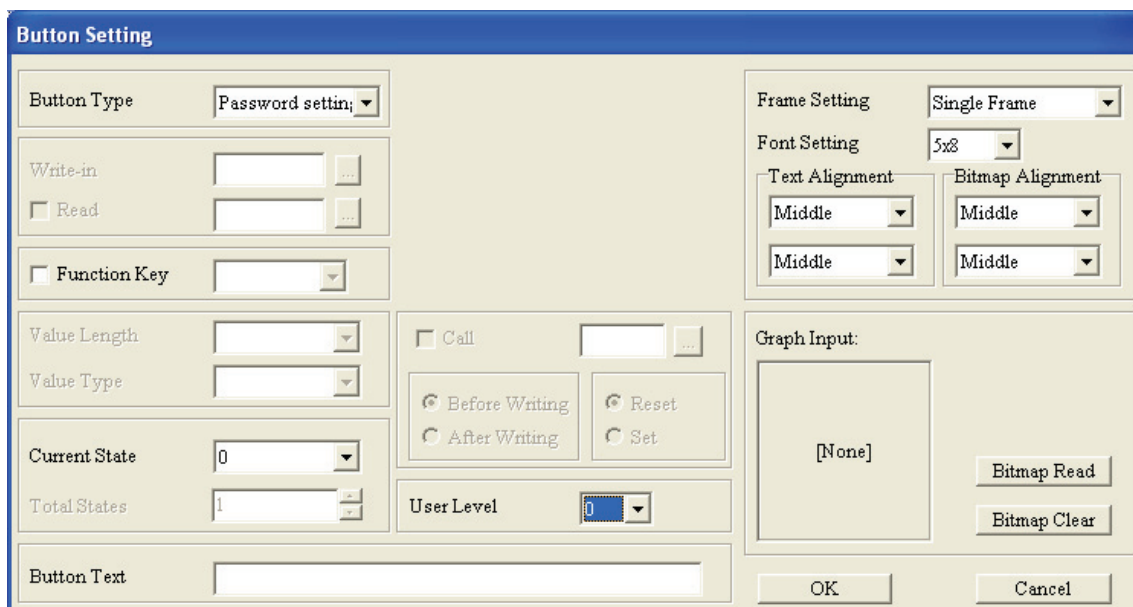 Button Setting
Button Type
Password settin
Write-in
...
Read
...
Function Key
Value Length
Value Type
Current State
0
Total States
1
Button Text
Call
...
Before Writing
After Writing
Reset
Set
User Level
0
Frame Setting
Single Frame
Font Setting
5x8
Text Alignment
Middle
Middle
Bitmap Alignment
Middle
Middle
Graph Input:
[None]
Bitmap Read
Bitmap Clear
OK
Cancel